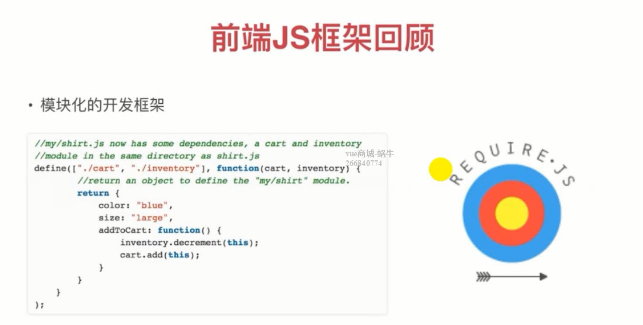 前端JS框架回顾
• 模块化的开发框架
//my/shirt.js now has some dependencies, a cart and inventory
//module in the same directory as shirt.js
define(["./cart", "./inventory"], function(cart, inventory) {
//return an object to define the "my/shirt" module.
return {
color: "blue",
size: "large",
addToCart: function() {
inventory.decrement(this);
cart.add(this);
}
}
}
);
vue商城-蜗牛
266840774
REQUIRE•JS